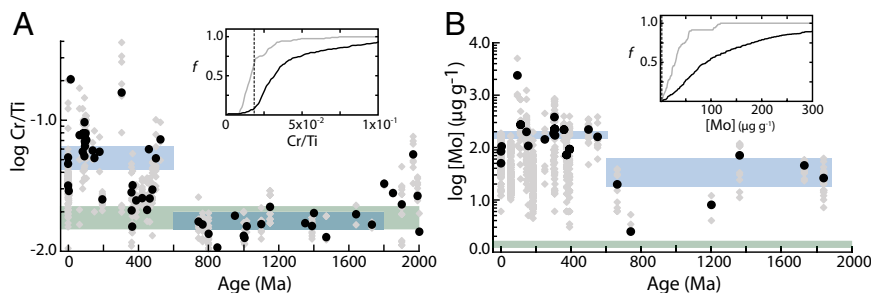 A
B
log Cr/Ti
-1.0
-2.0
0 400 800 1200 1600 2000
Age (Ma)
f
1.0
0.5
0 5x10⁻² 1x10⁻¹
Cr/Ti
log [Mo] (μg g⁻¹)
4.0
3.0
2.0
1.0
0.0
0 400 800 1200 1600 2000
Age (Ma)
f
1.0
0.5
100 200 300
[Mo] (μg g⁻¹)